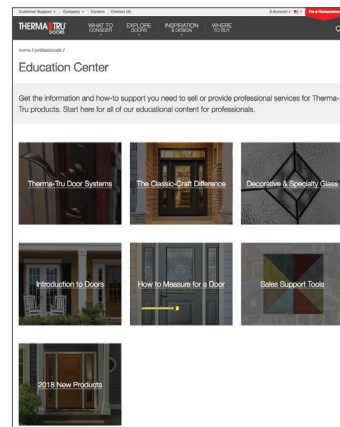 Customer Support Company Careers Contact Us Account I'm a Homeowner
THERMA TRU DOORS
WHAT TO CONSIDER EXPLORE DOORS INSPIRATION & DESIGN WHERE TO BUY
home / professionals /
Education Center
Get the information and how-to support you need to sell or provide professional services for Therma-
Tru products. Start here for all of our educational content for professionals.
Therma-Tru Door Systems The Classic-Craft Difference Decorative & Specialty Glass
Introduction to Doors How to Measure for a Door Sales Support Tools
2018 New Products